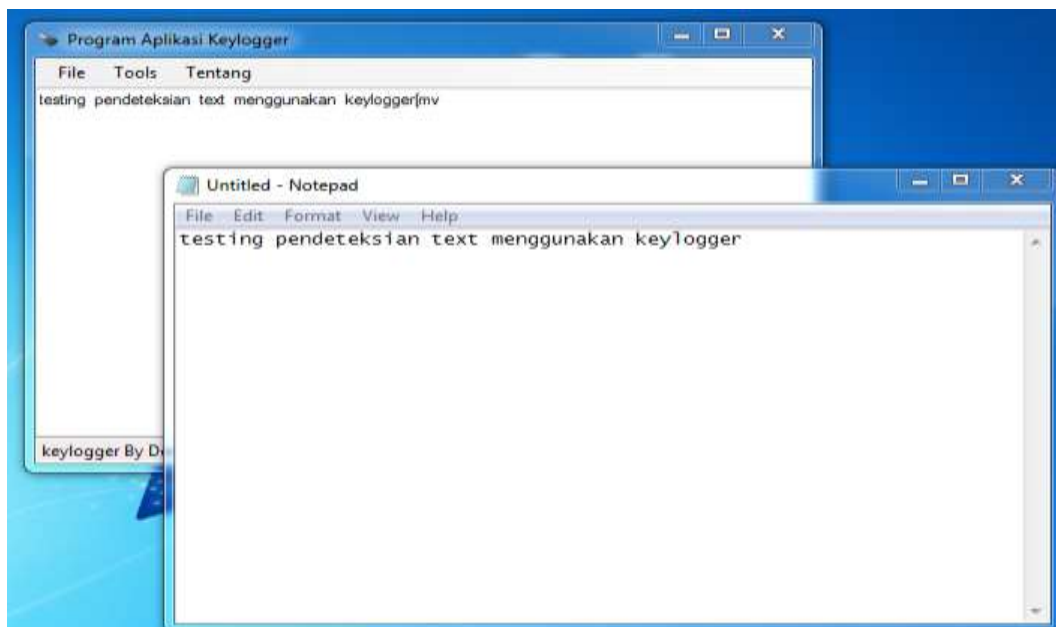 Program Aplikasi Keylogger
File Tools Tentang
testing pendeteksian text menggunakan keylogger[mv
Untitled - Notepad
File Edit Format View Help
testing pendeteksian text menggunakan keylogger
keylogger By